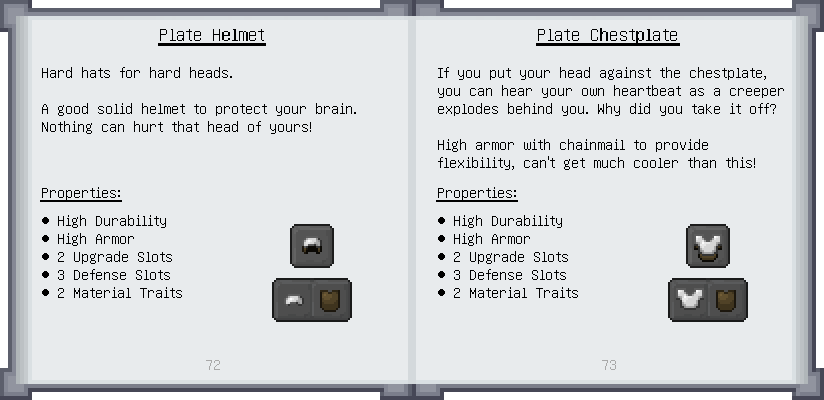 Plate Helmet
Hard hats for hard heads.
A good solid helmet to protect your brain.
Nothing can hurt that head of yours!
Properties:
● High Durability
● High Armor
● 2 Upgrade Slots
● 3 Defense Slots
● 2 Material Traits
72
Plate Chestplate
If you put your head against the chestplate,
you can hear your own heartbeat as a creeper
explodes behind you. Why did you take it off?
High armor with chainmail to provide
flexibility, can't get much cooler than this!
Properties:
● High Durability
● High Armor
● 2 Upgrade Slots
● 3 Defense Slots
● 2 Material Traits
73